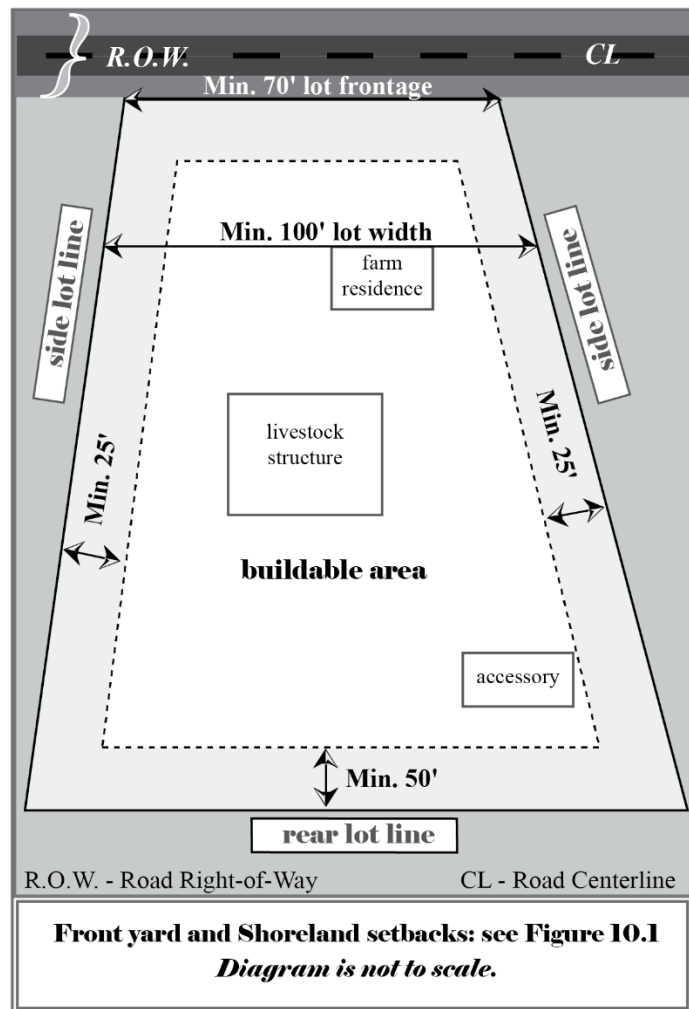 R.O.W.
CL
Min. 70' lot frontage
side lot line
Min. 100' lot width
side lot line
farm
residence
livestock
structure
Min. 25'
Min. 25'
buildable area
accessory
Min. 50'
rear lot line
R.O.W. - Road Right-of-Way
CL - Road Centerline
Front yard and Shoreland setbacks: see Figure 10.1
Diagram is not to scale.